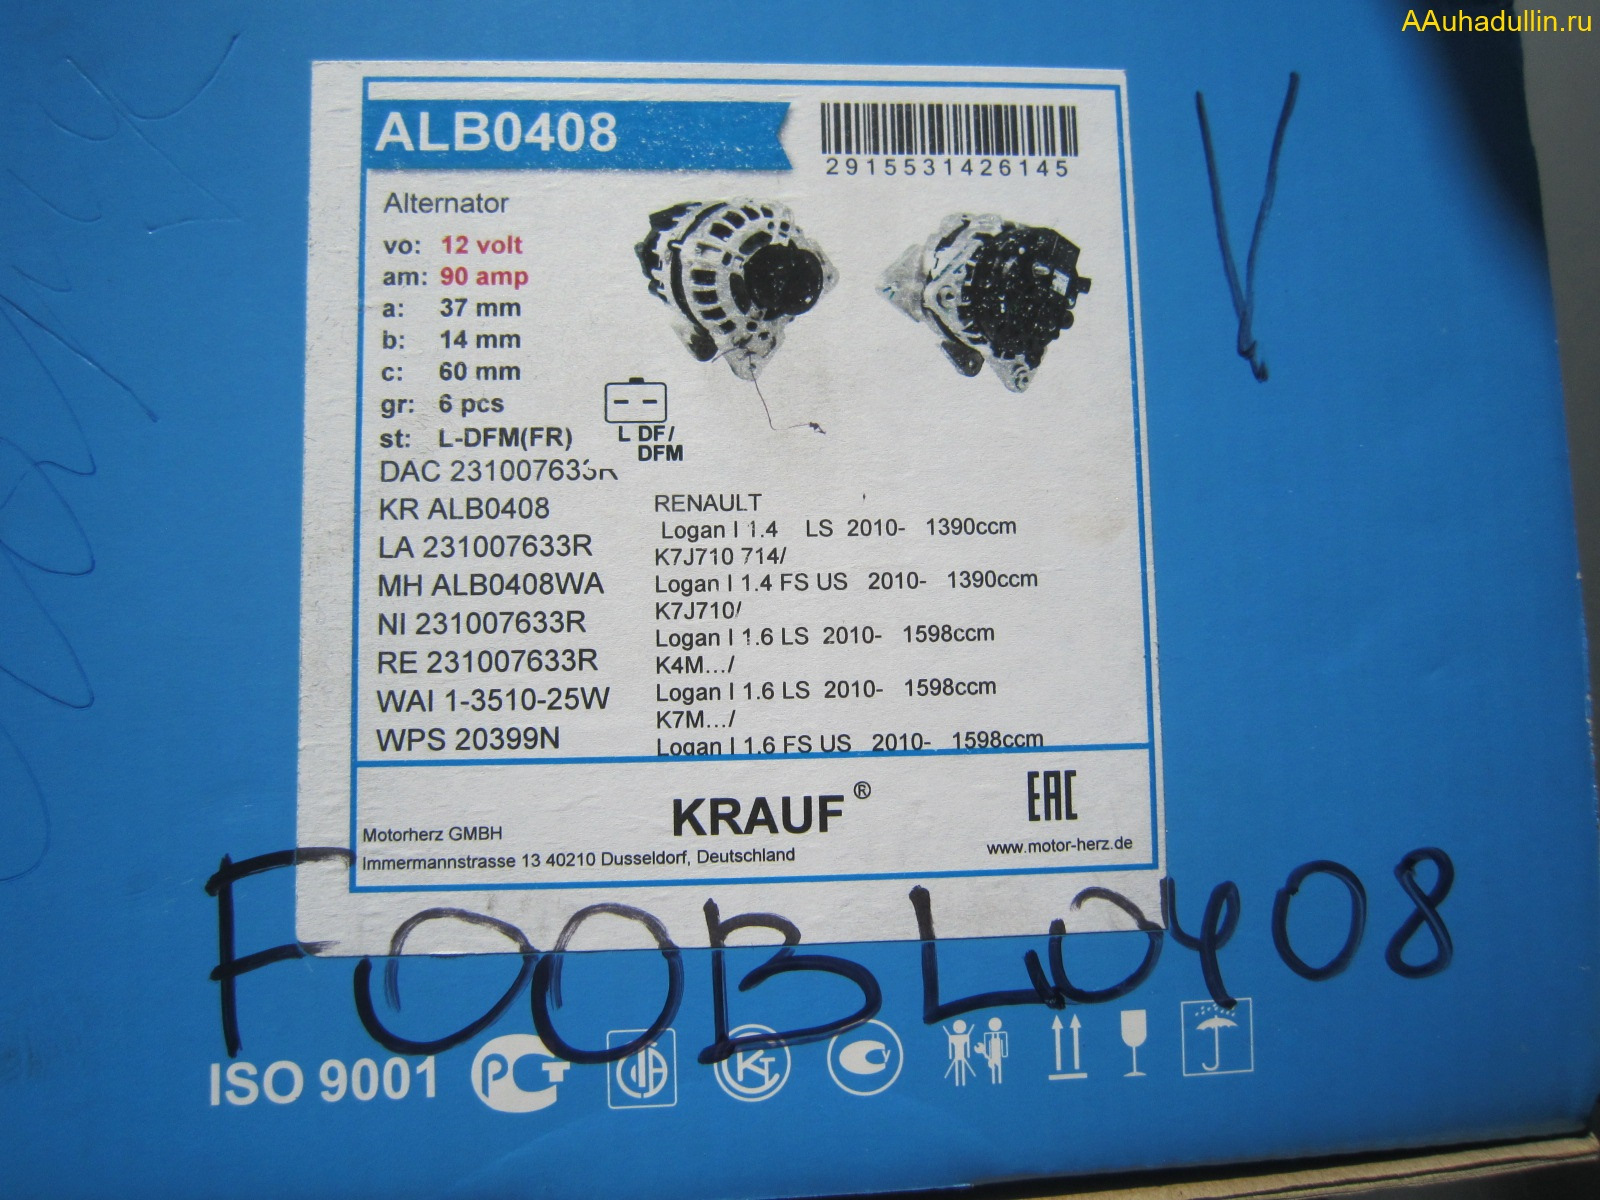 AAuhadullin.ru
ALB0408
2915531426145
Alternator
vo: 12 volt
am: 90 amp
a: 37 mm
b: 14 mm
c: 60 mm
gr: 6 pcs
st: L-DFM(FR)
L DF/
DFM
DAC 231007633R
KR ALB0408
LA 231007633R
MH ALB0408WA
NI 231007633R
RE 231007633R
WAI 1-3510-25W
WPS 20399N
RENAULT
Logan I 1.4 LS 2010- 1390ccm
K7J710 714/
Logan I 1.4 FS US 2010- 1390ccm
K7J710/
Logan I 1.6 LS 2010- 1598ccm
K4M.../
Logan I 1.6 LS 2010- 1598ccm
K7M.../
Logan I 1.6 FS US 2010- 1598ccm
KRAUF®
EAC
Motorherz GMBH
Immermannstrasse 13 40210 Dusseldorf, Deutschland
www.motor-herz.de
V
F00BL0408
ISO 9001